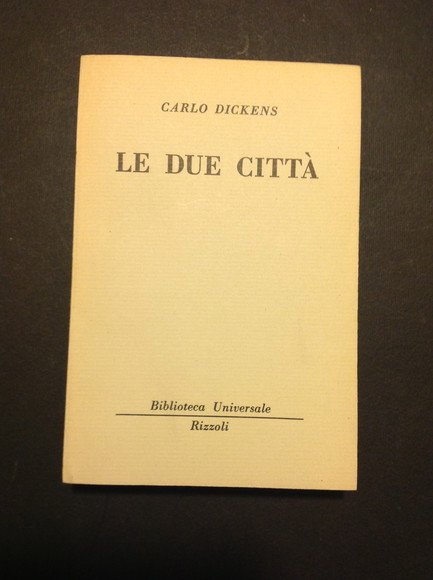 CARLO DICKENS
LE DUE CITTÀ
Biblioteca Universale
Rizzoli